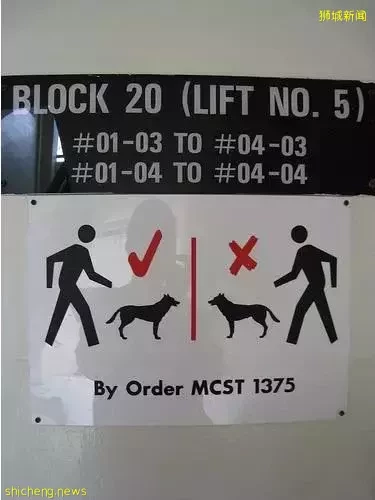 狮城新闻
BLOCK 20 (LIFT NO. 5)
#01-03 TO #04-03
#01-04 TO #04-04
By Order MCST 1375
shicheng.news